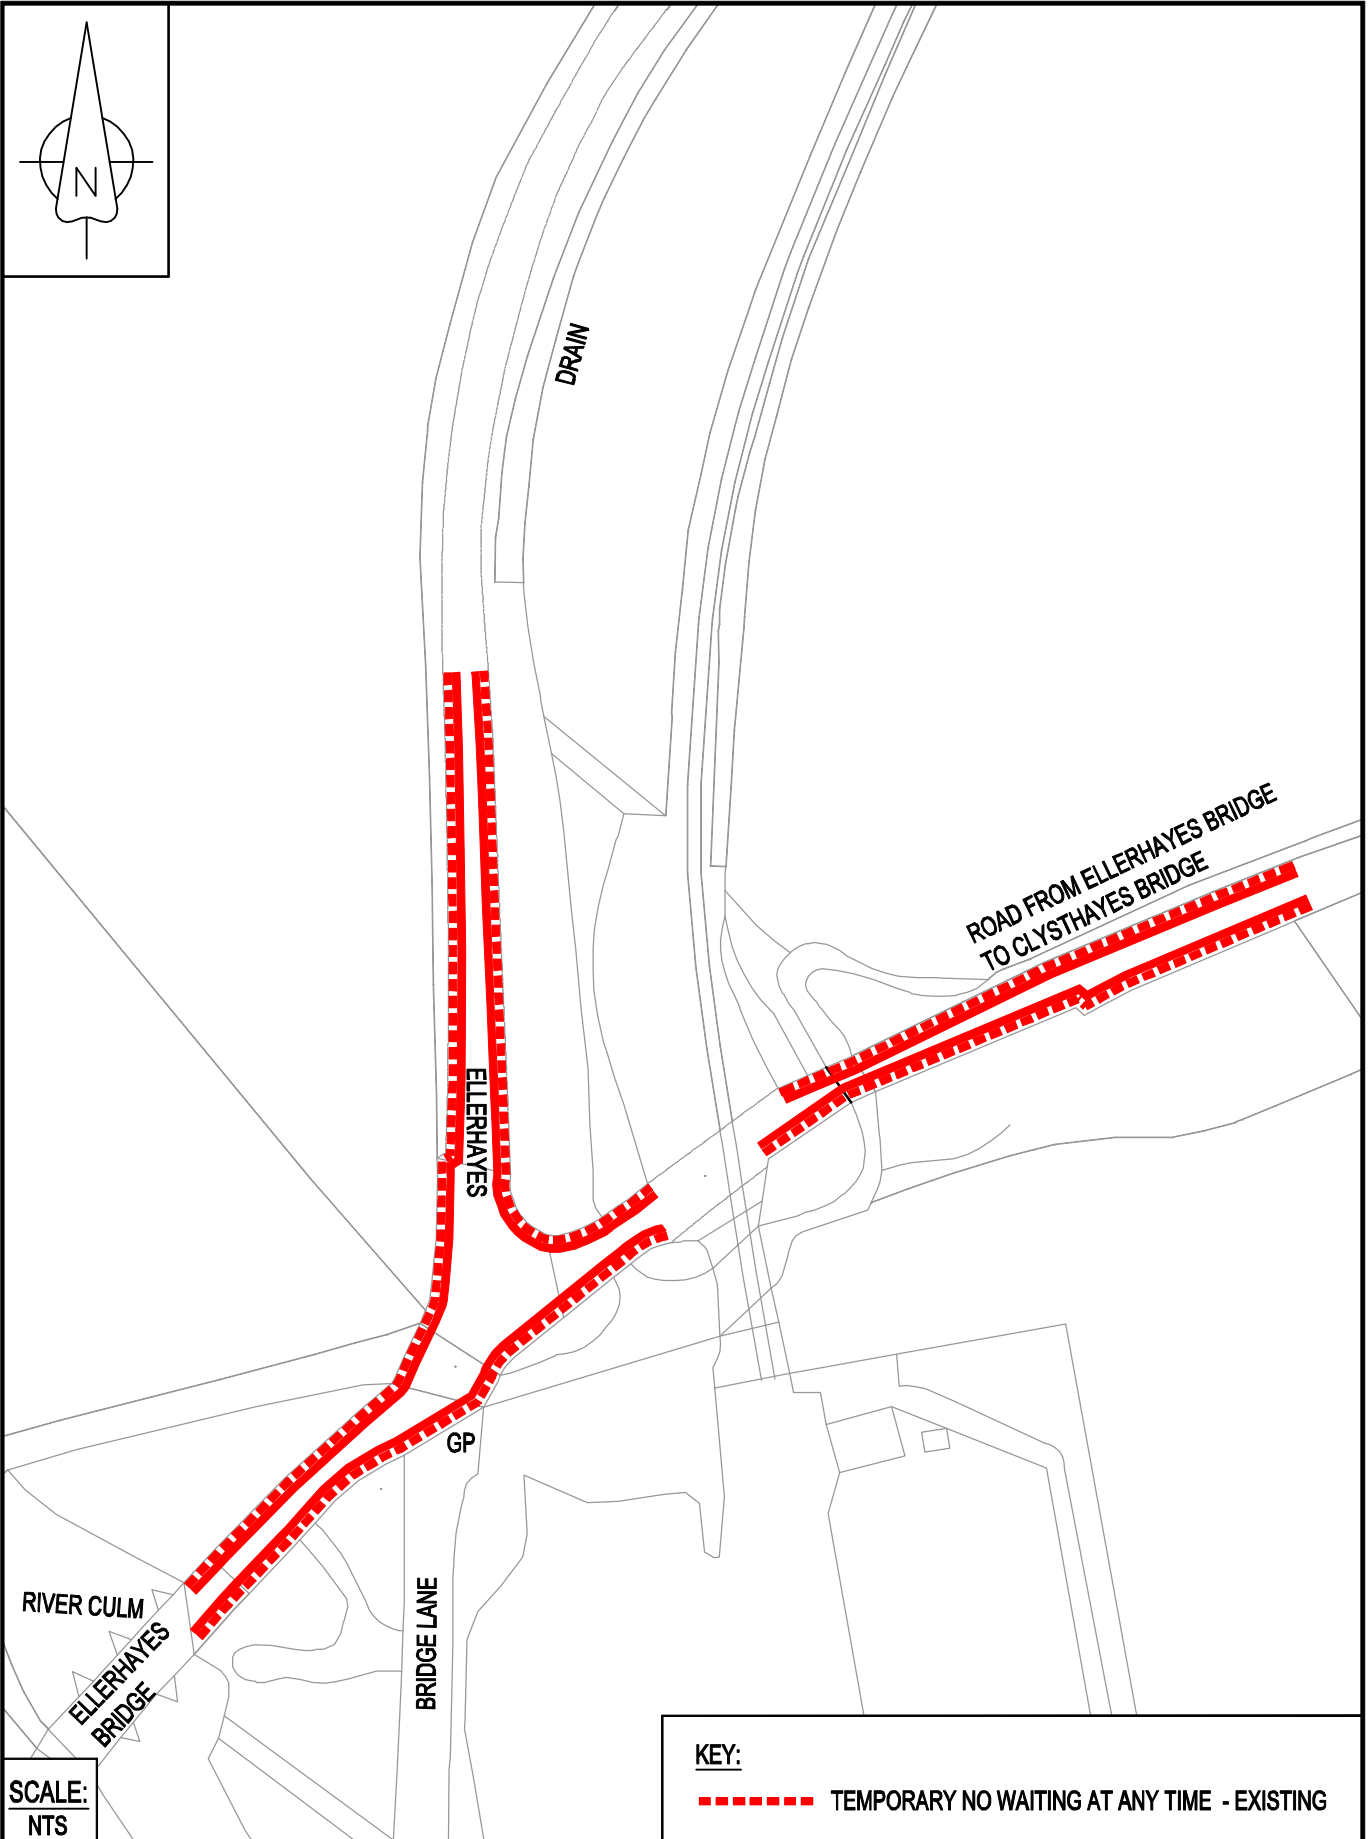 N
DRAIN
ROAD FROM ELLERHAYES BRIDGE
TO CLYSTHAYES BRIDGE
ELLERHAYES
GP
RIVER CULM
ELLERHAYES
BRIDGE
BRIDGE LANE
SCALE:
NTS
KEY:
TEMPORARY NO WAITING AT ANY TIME - EXISTING